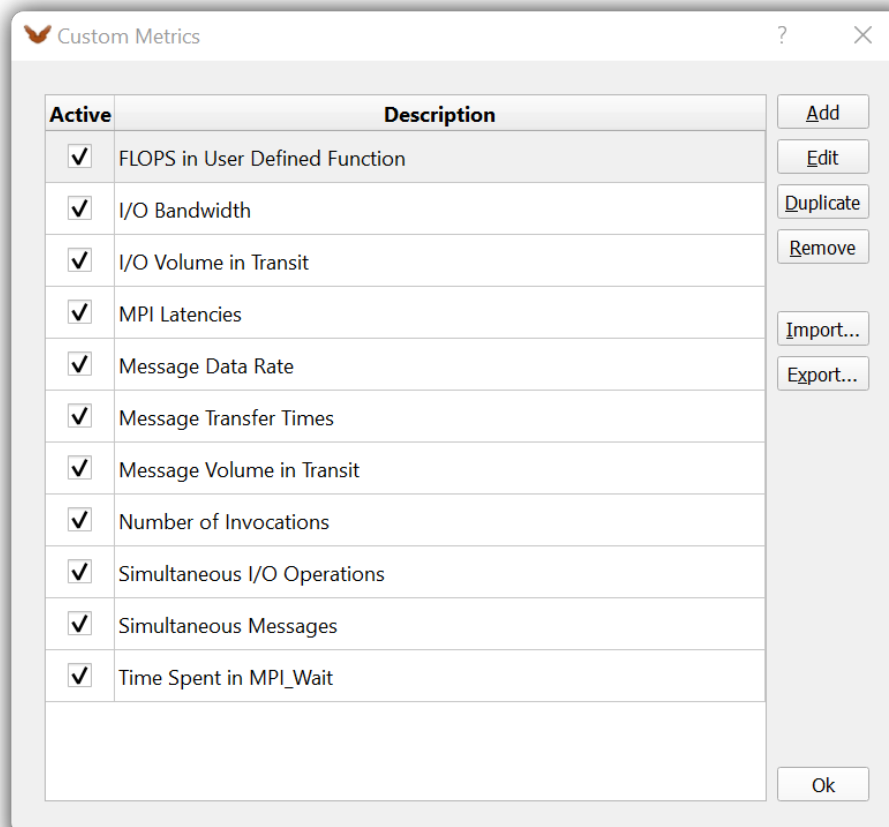 Custom Metrics ?
Active Description
FLOPS in User Defined Function
I/O Bandwidth
I/O Volume in Transit
MPI Latencies
Message Data Rate
Message Transfer Times
Message Volume in Transit
Number of Invocations
Simultaneous I/O Operations
Simultaneous Messages
Time Spent in MPI_Wait
Add
Edit
Duplicate
Remove
Import...
Export...
Ok